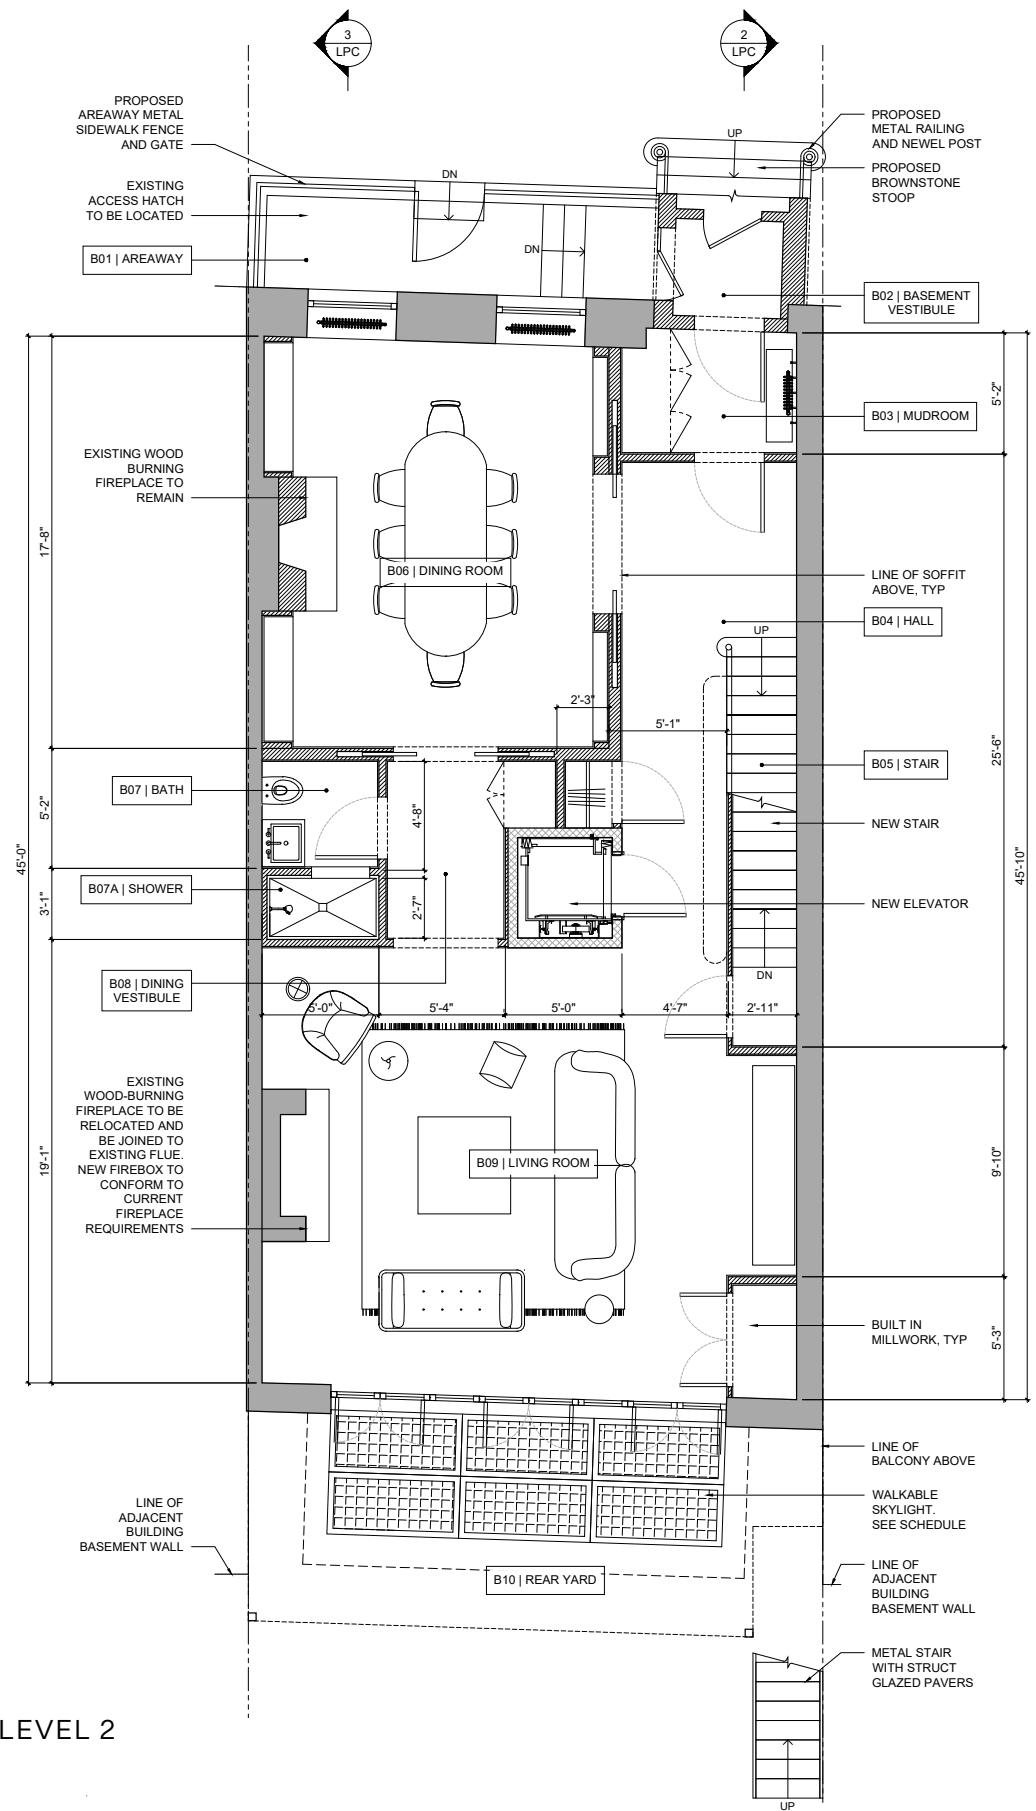 3
LPC
2
LPC
PROPOSED
AREAWAY METAL
SIDEWALK FENCE
AND GATE
EXISTING
ACCESS HATCH
TO BE LOCATED
B01 | AREAWAY
DN
DN
UP
PROPOSED
METAL RAILING
AND NEWEL POST
PROPOSED
BROWNSTONE
STOOP
B02 | BASEMENT
VESTIBULE
B03 | MUDROOM
5'-2"
EXISTING WOOD
BURNING
FIREPLACE TO
REMAIN
17'-8"
B06 | DINING ROOM
LINE OF SOFFIT
ABOVE, TYP
B04 | HALL
UP
2'-3"
5'-1"
25'-6"
B05 | STAIR
B07 | BATH
5'-2"
4'-8"
NEW STAIR
45'-0"
45'-10"
B07A | SHOWER
3'-1"
2'-7"
NEW ELEVATOR
DN
B08 | DINING
VESTIBULE
5'-0"
5'-4"
5'-0"
4'-7"
2'-11"
EXISTING
WOOD-BURNING
FIREPLACE TO BE
RELOCATED AND
BE JOINED TO
EXISTING FLUE.
NEW FIREBOX TO
CONFORM TO
CURRENT
FIREPLACE
REQUIREMENTS
19'-1"
B09 | LIVING ROOM
9'-10"
BUILT IN
MILLWORK, TYP
5'-3"
LINE OF
BALCONY ABOVE
WALKABLE
SKYLIGHT.
SEE SCHEDULE
LINE OF
ADJACENT
BUILDING
BASEMENT WALL
B10 | REAR YARD
LINE OF
ADJACENT
BUILDING
BASEMENT WALL
METAL STAIR
WITH STRUCT
GLAZED PAVERS
LEVEL 2
UP